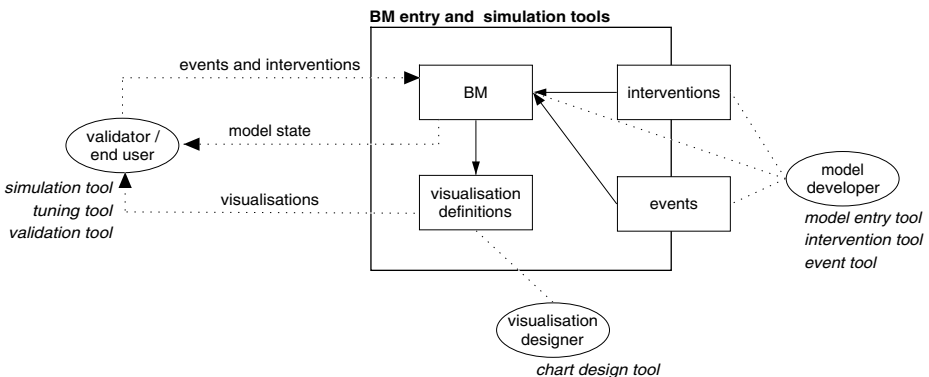 BM entry and simulation tools
events and interventions
BM
interventions
model state
validator /
end user
simulation tool
tuning tool
validation tool
visualisations
visualisation
definitions
events
model
developer
model entry tool
intervention tool
event tool
visualisation
designer
chart design tool